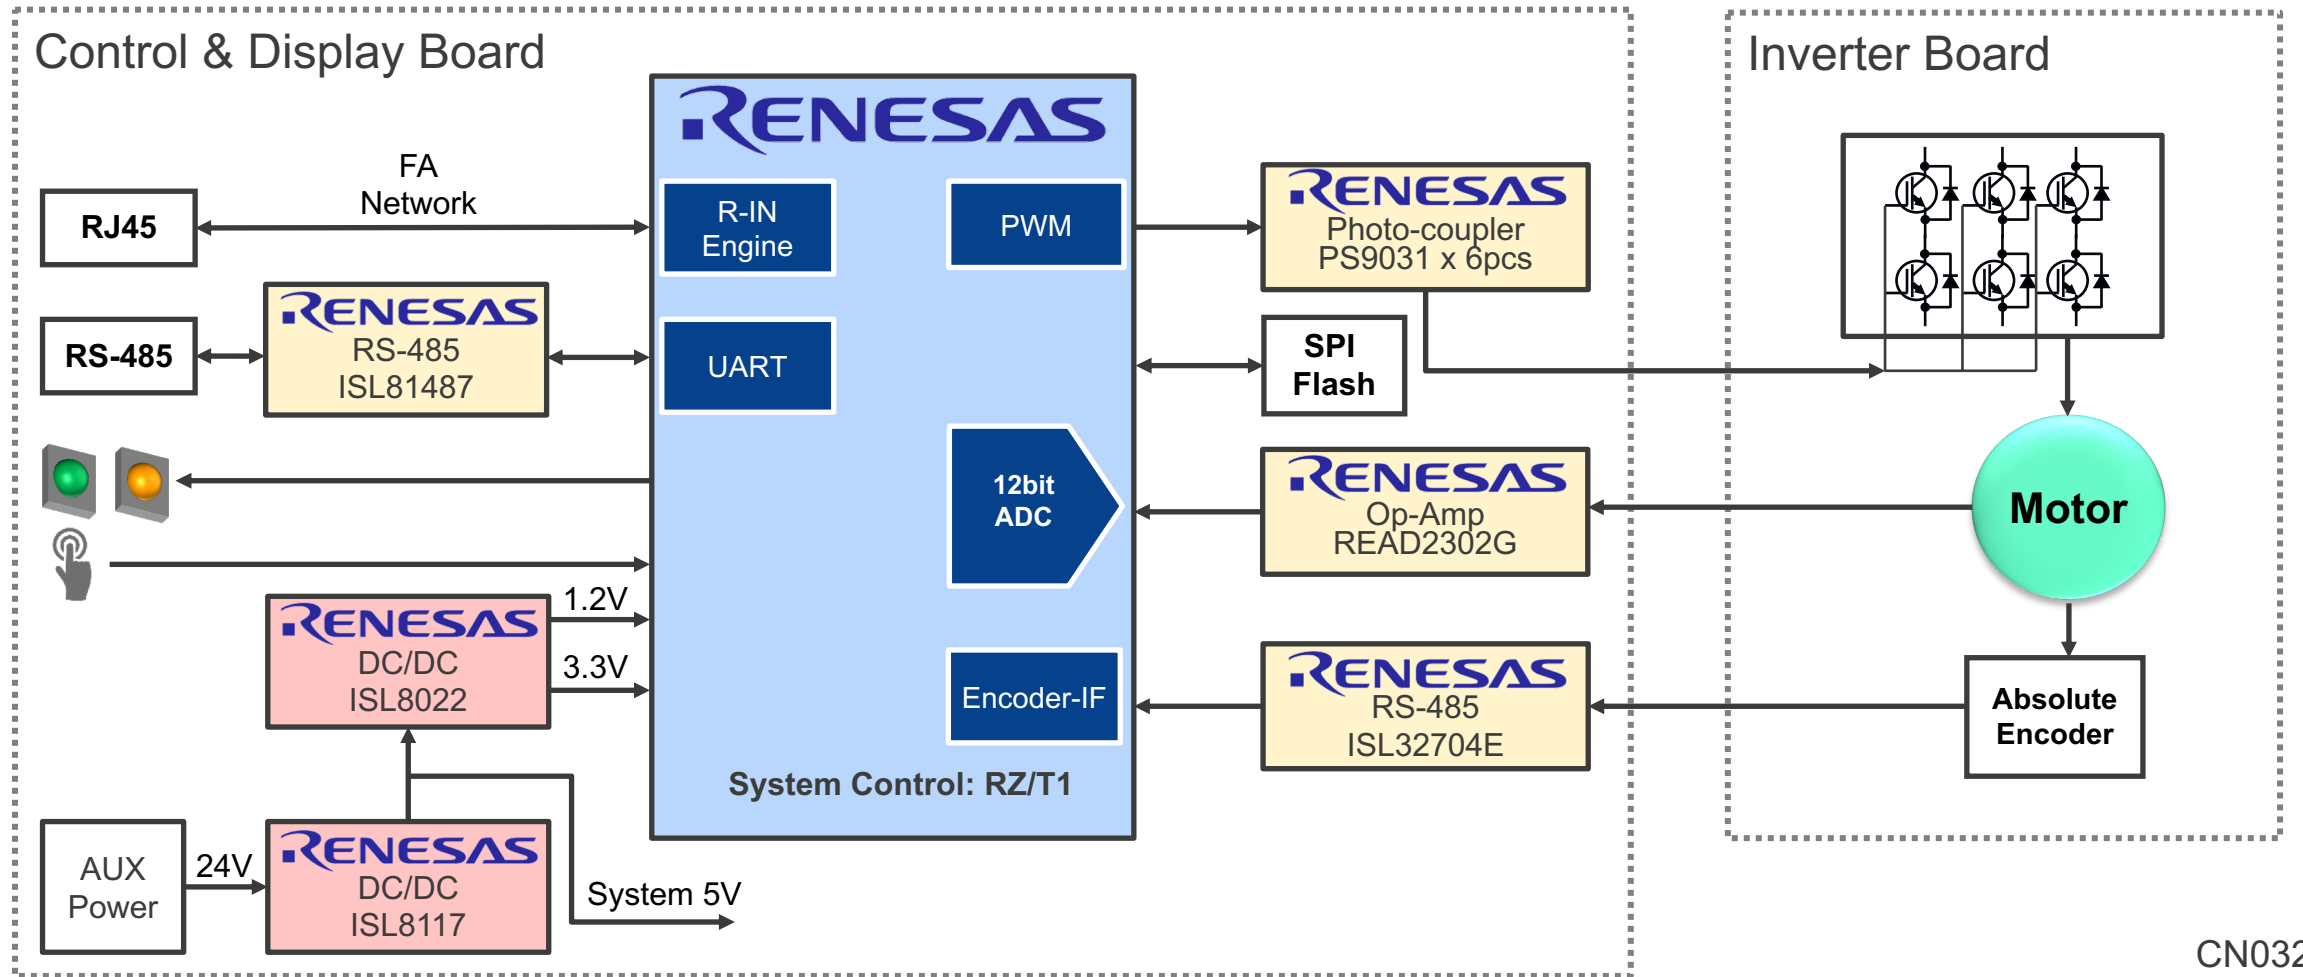 Control & Display Board
Inverter Board
RENESAS
FA
Network
RJ45
R-IN
Engine
PWM
RENESAS
Photo-coupler
PS9031 x 6pcs
RS-485
RENESAS
RS-485
ISL81487
UART
SPI
Flash
12bit
ADC
RENESAS
Op-Amp
READ2302G
Motor
RENESAS
DC/DC
ISL8022
1.2V
3.3V
Encoder-IF
RENESAS
RS-485
ISL32704E
Absolute
Encoder
System Control: RZ/T1
AUX
Power
24V
RENESAS
DC/DC
ISL8117
System 5V
CN032